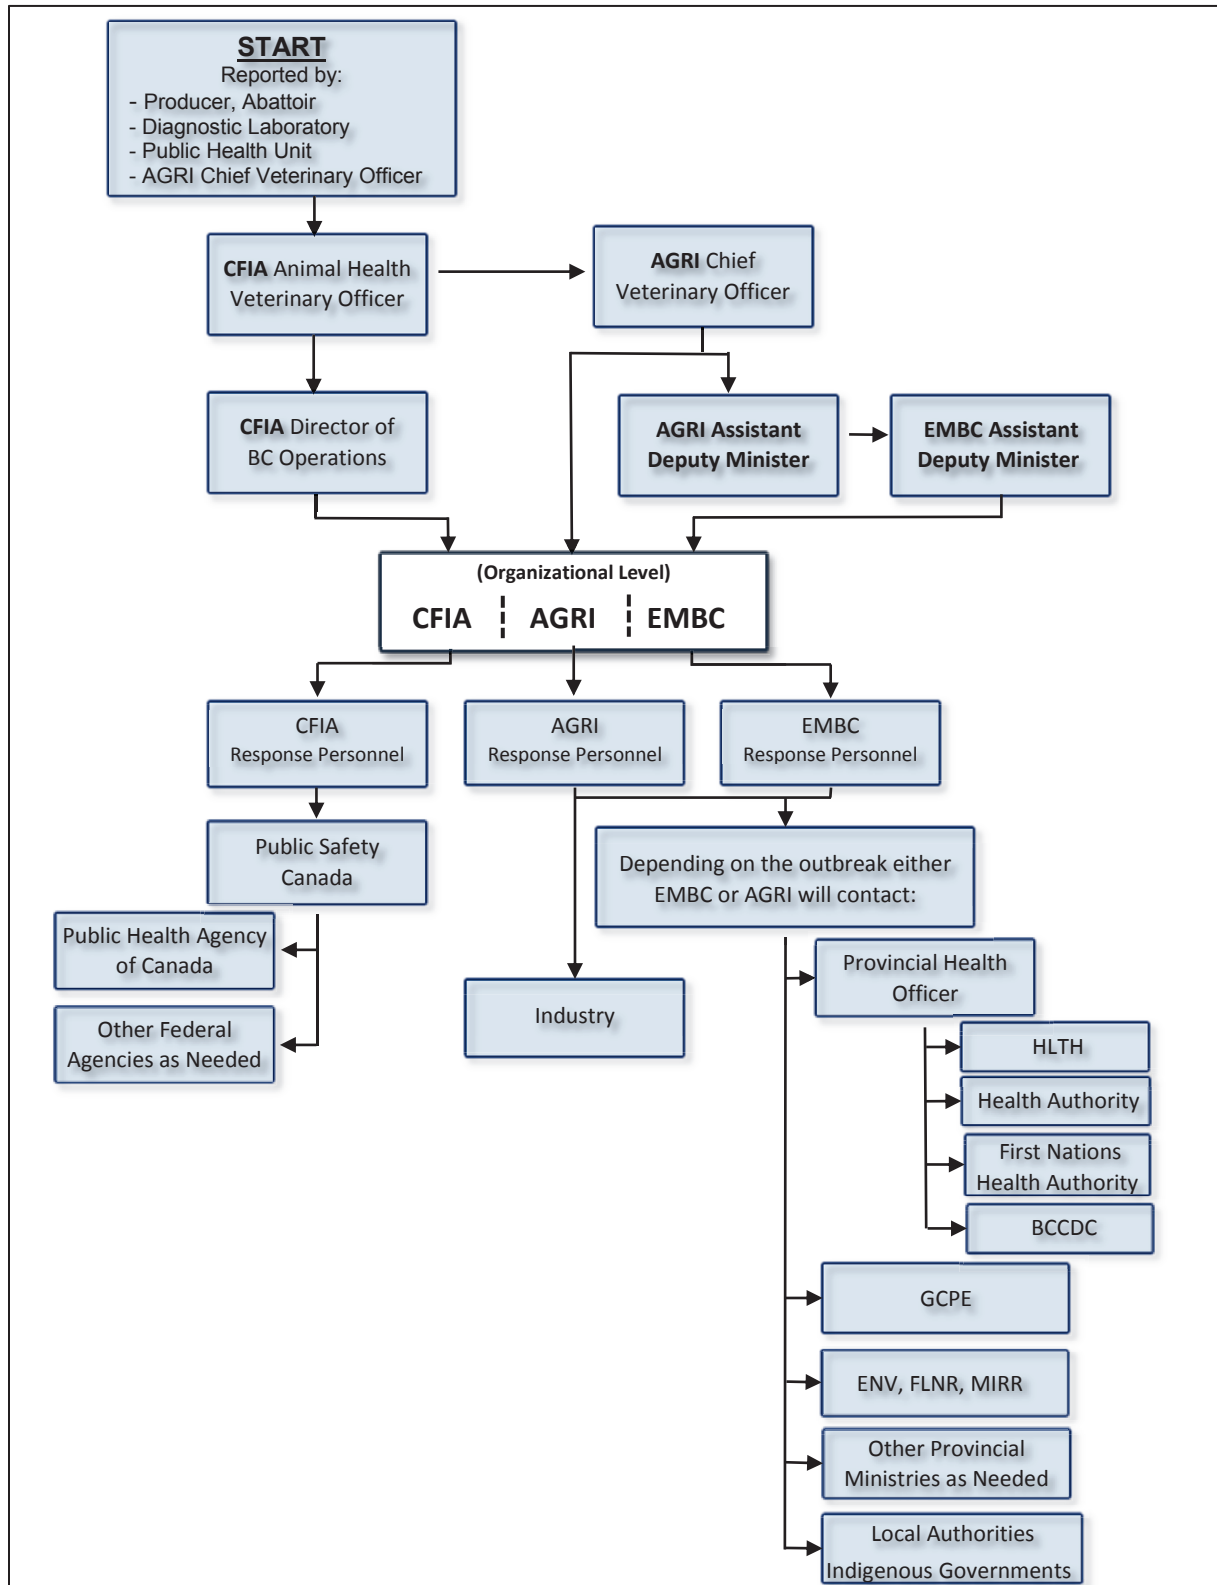 START
Reported by:
- Producer, Abattoir
- Diagnostic Laboratory
- Public Health Unit
- AGRI Chief Veterinary Officer
CFIA Animal Health
Veterinary Officer
AGRI Chief
Veterinary Officer
CFIA Director of
BC Operations
AGRI Assistant
Deputy Minister
EMBC Assistant
Deputy Minister
(Organizational Level)
CFIA AGRI EMBC
CFIA
Response Personnel
AGRI
Response Personnel
EMBC
Response Personnel
Public Safety
Canada
Depending on the outbreak either
EMBC or AGRI will contact:
Public Health Agency
of Canada
Other Federal
Agencies as Needed
Industry
Provincial Health
Officer
HLTH
Health Authority
First Nations
Health Authority
BCCDC
GCPE
ENV, FLNR, MIRR
Other Provincial
Ministries as Needed
Local Authorities
Indigenous Governments